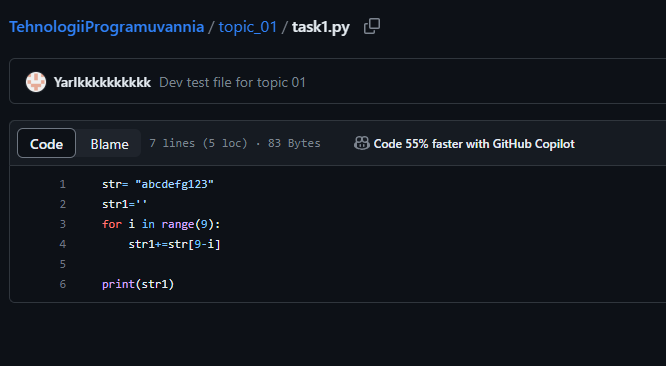 TehnologiiProgramuvannia / topic_01 / task1.py
Yarlkkkkkkkkkk Dev test file for topic 01
Code Blame 7 lines (5 loc) · 83 Bytes Code 55% faster with GitHub Copilot
1 str= "abcdefg123"
2 str1=''
3 for i in range(9):
4     str1+=str[9-i]
5
6 print(str1)